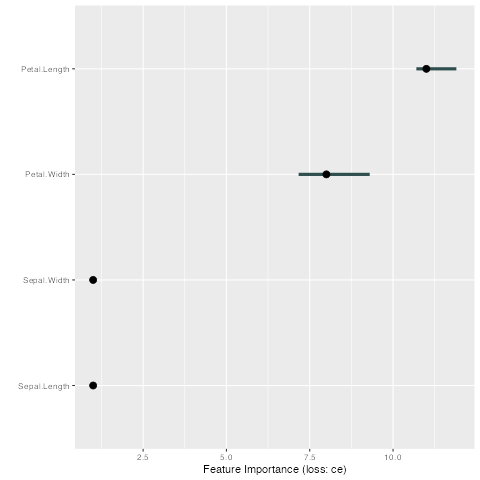 Petal.Length
Petal.Width
Sepal.Width
Sepal.Length
2.5 5.0 7.5 10.0
Feature Importance (loss: ce)